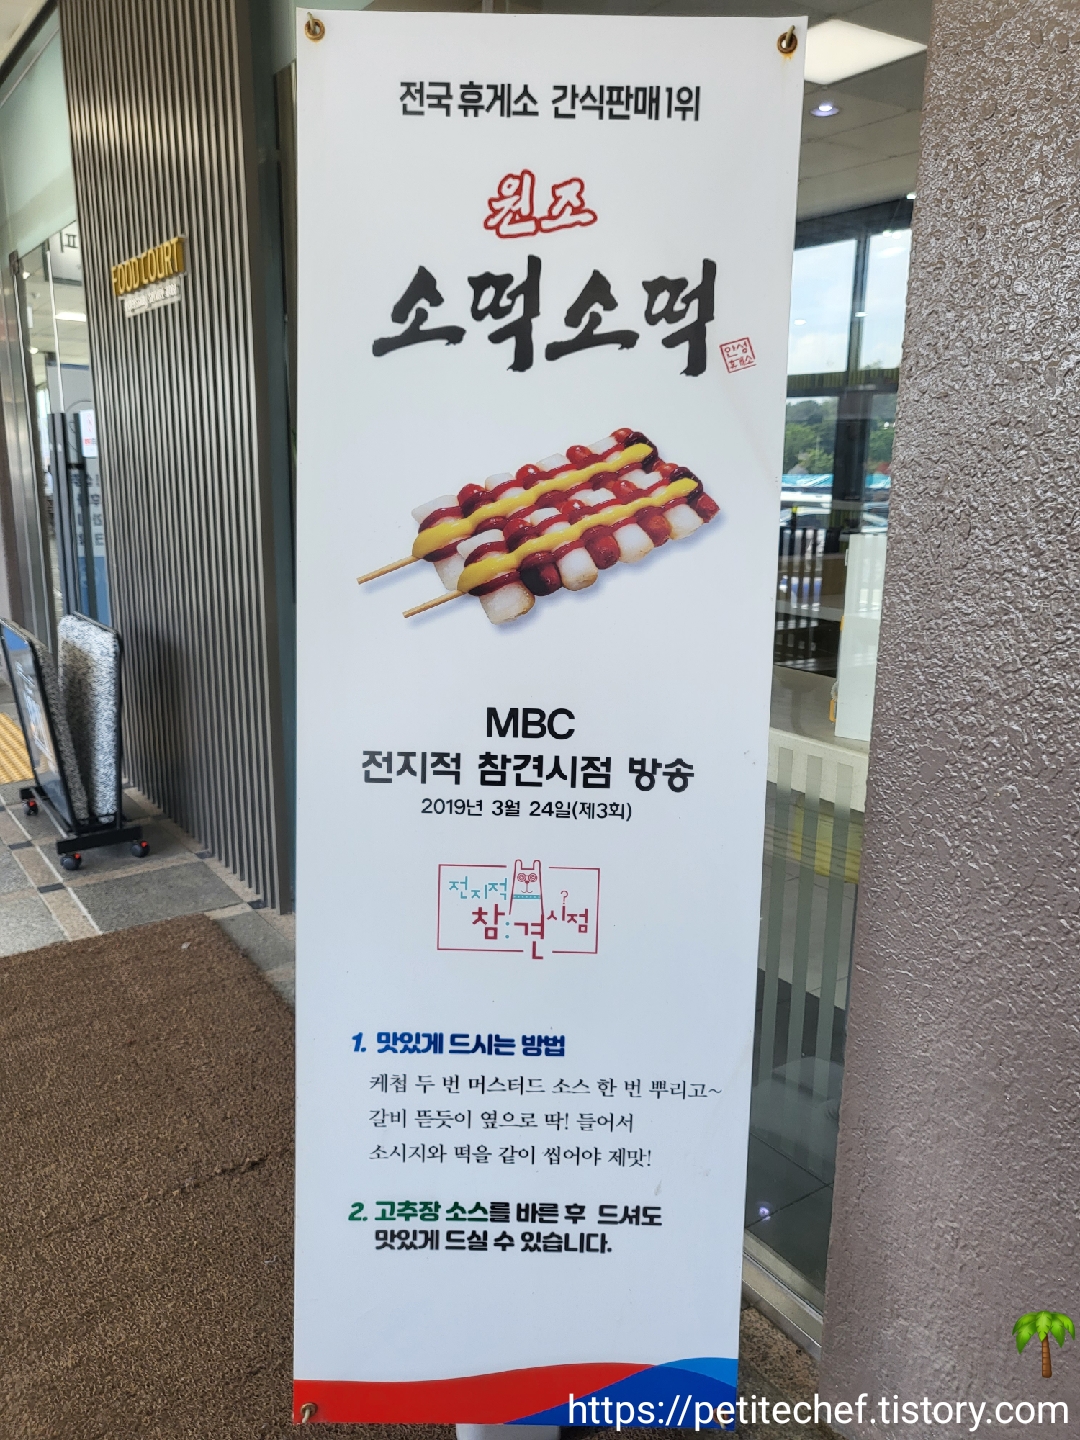 전국 휴게소 간식판매 1위
원조
소떡소떡
안성
휴게소
FOOD COURT
MBC
전지적 참견시점 방송
2019년 3월 24일(제3회)
전지적
참:견
시점
?
1. 맛있게 드시는 방법
케첩 두 번 머스터드 소스 한 번 뿌리고~
갈비 뜯듯이 옆으로 딱! 들어서
소시지와 떡을 같이 씹어야 제맛!
2. 고추장 소스를 바른 후 드셔도
맛있게 드실 수 있습니다.
https://petitechef.tistory.com